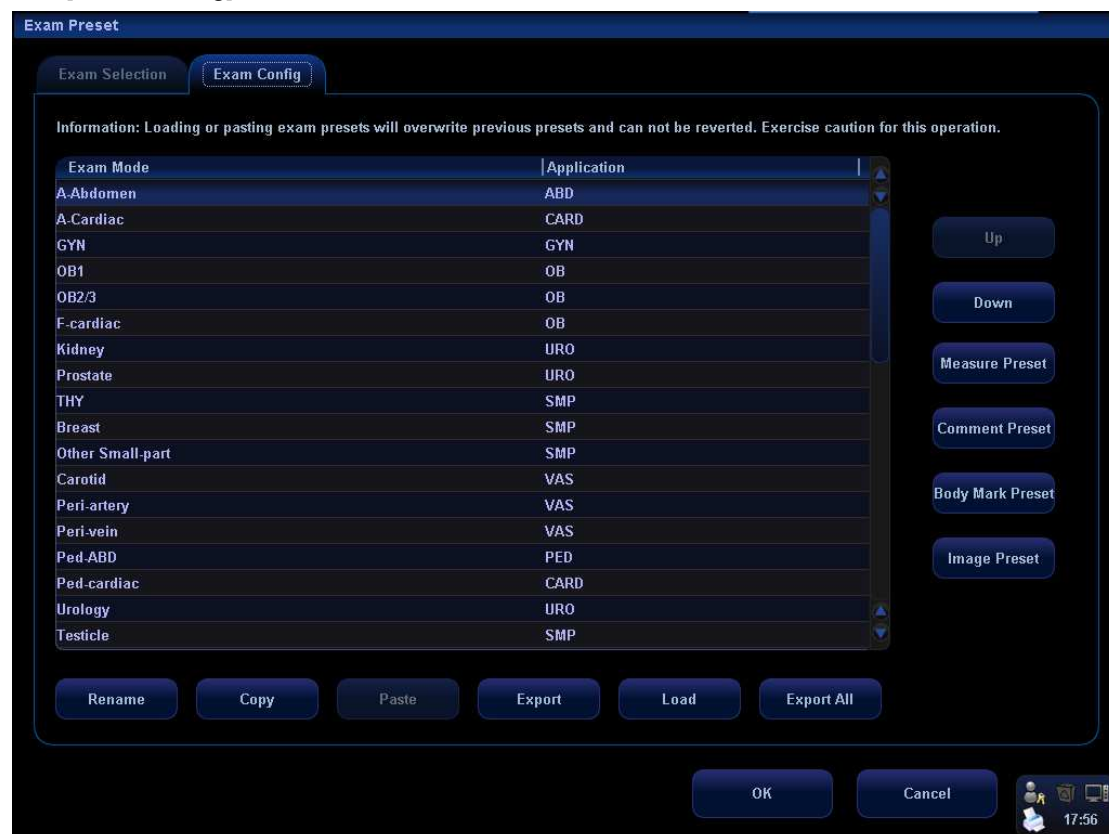 Exam Preset
Exam Selection Exam Config
Information: Loading or pasting exam presets will overwrite previous presets and can not be reverted. Exercise caution for this operation.
Exam Mode Application
A-Abdomen ABD
A-Cardiac CARD
GYN GYN
OB1 OB
OB2/3 OB
F-cardiac OB
Kidney URO
Prostate URO
THY SMP
Breast SMP
Other Small-part SMP
Carotid VAS
Peri-artery VAS
Peri-vein VAS
Ped-ABD PED
Ped-cardiac CARD
Urology URO
Testicle SMP
Up
Down
Measure Preset
Comment Preset
Body Mark Preset
Image Preset
Rename Copy Paste Export Load Export All
OK Cancel
17:56